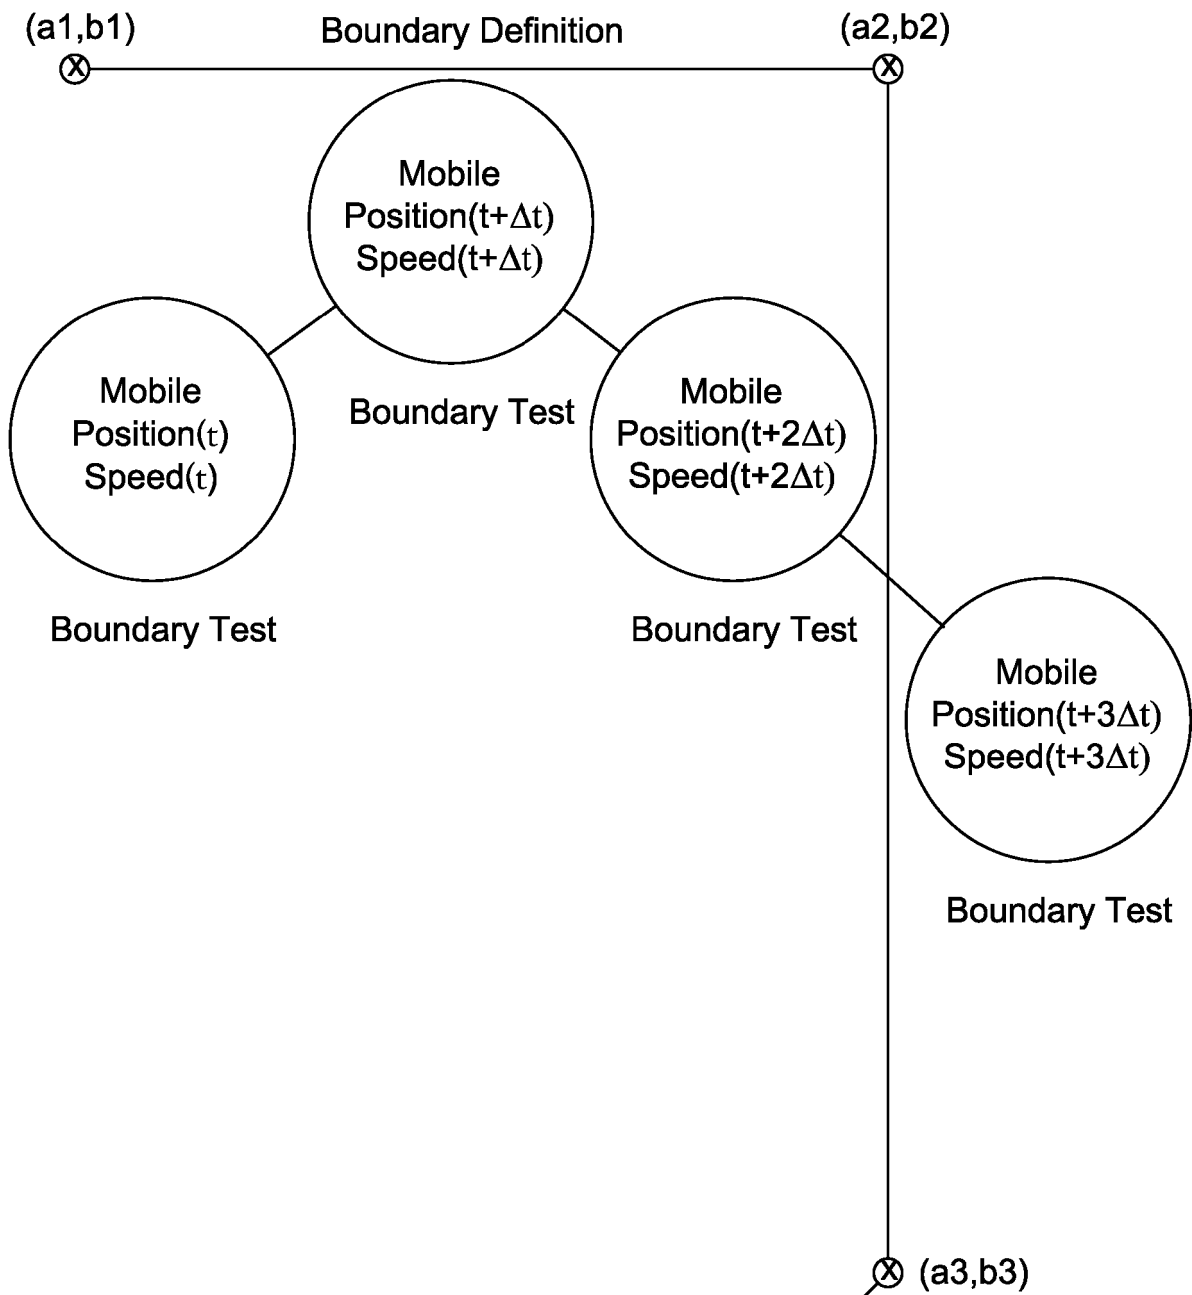 (a1,b1)
Boundary Definition
(a2,b2)
X
X
Mobile
Position(t+Δt)
Speed(t+Δt)
Boundary Test
Mobile
Position(t)
Speed(t)
Boundary Test
Mobile
Position(t+2Δt)
Speed(t+2Δt)
Boundary Test
Mobile
Position(t+3Δt)
Speed(t+3Δt)
Boundary Test
X
(a3,b3)